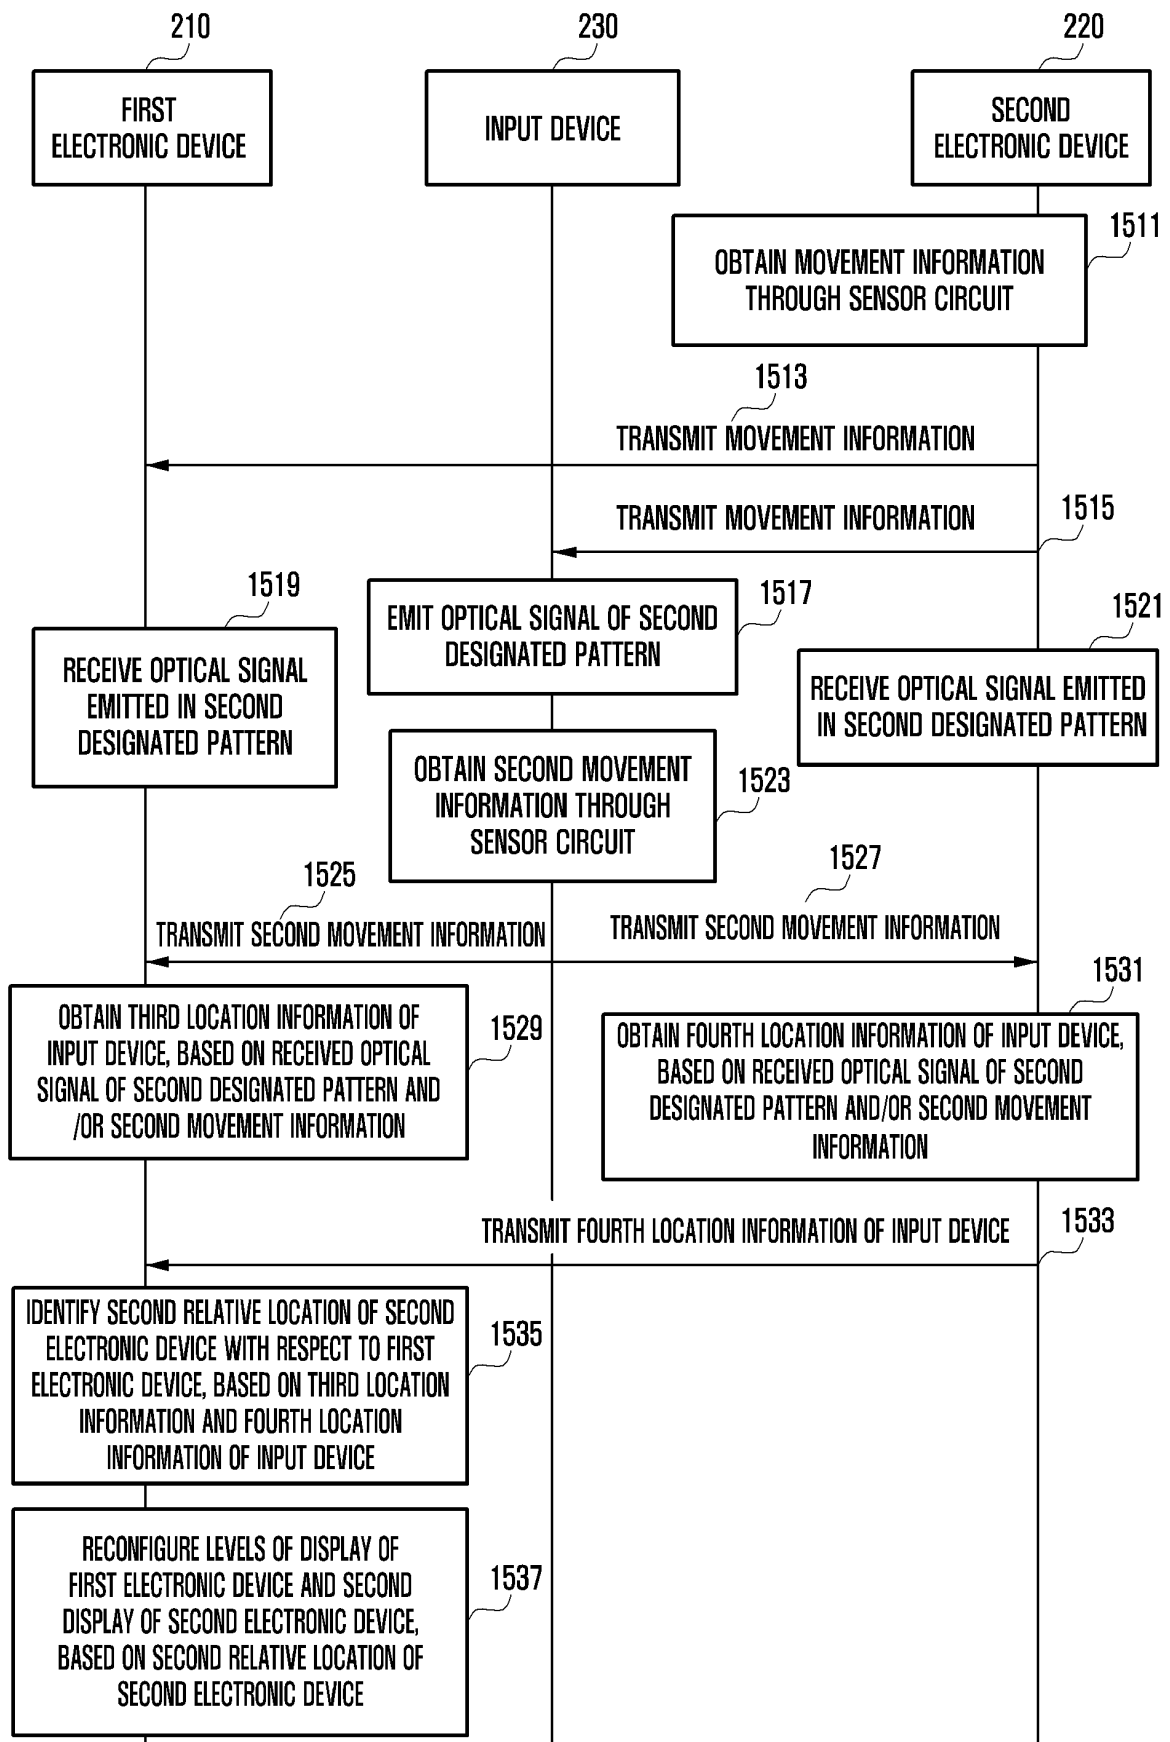 210
230
220
FIRST
ELECTRONIC DEVICE
INPUT DEVICE
SECOND
ELECTRONIC DEVICE
1511
OBTAIN MOVEMENT INFORMATION
THROUGH SENSOR CIRCUIT
1513
TRANSMIT MOVEMENT INFORMATION
1515
TRANSMIT MOVEMENT INFORMATION
1519
1517
1521
EMIT OPTICAL SIGNAL OF SECOND
DESIGNATED PATTERN
RECEIVE OPTICAL SIGNAL
EMITTED IN SECOND
DESIGNATED PATTERN
RECEIVE OPTICAL SIGNAL EMITTED
IN SECOND DESIGNATED PATTERN
OBTAIN SECOND MOVEMENT
INFORMATION THROUGH
SENSOR CIRCUIT
1523
1525
1527
TRANSMIT SECOND MOVEMENT INFORMATION
TRANSMIT SECOND MOVEMENT INFORMATION
1531
OBTAIN THIRD LOCATION INFORMATION OF
INPUT DEVICE, BASED ON RECEIVED OPTICAL
SIGNAL OF SECOND DESIGNATED PATTERN AND
/OR SECOND MOVEMENT INFORMATION
1529
OBTAIN FOURTH LOCATION INFORMATION OF INPUT DEVICE,
BASED ON RECEIVED OPTICAL SIGNAL OF SECOND
DESIGNATED PATTERN AND/OR SECOND MOVEMENT
INFORMATION
1533
TRANSMIT FOURTH LOCATION INFORMATION OF INPUT DEVICE
IDENTIFY SECOND RELATIVE LOCATION OF SECOND
ELECTRONIC DEVICE WITH RESPECT TO FIRST
ELECTRONIC DEVICE, BASED ON THIRD LOCATION
INFORMATION AND FOURTH LOCATION
INFORMATION OF INPUT DEVICE
1535
RECONFIGURE LEVELS OF DISPLAY OF
FIRST ELECTRONIC DEVICE AND SECOND
DISPLAY OF SECOND ELECTRONIC DEVICE,
BASED ON SECOND RELATIVE LOCATION OF
SECOND ELECTRONIC DEVICE
1537